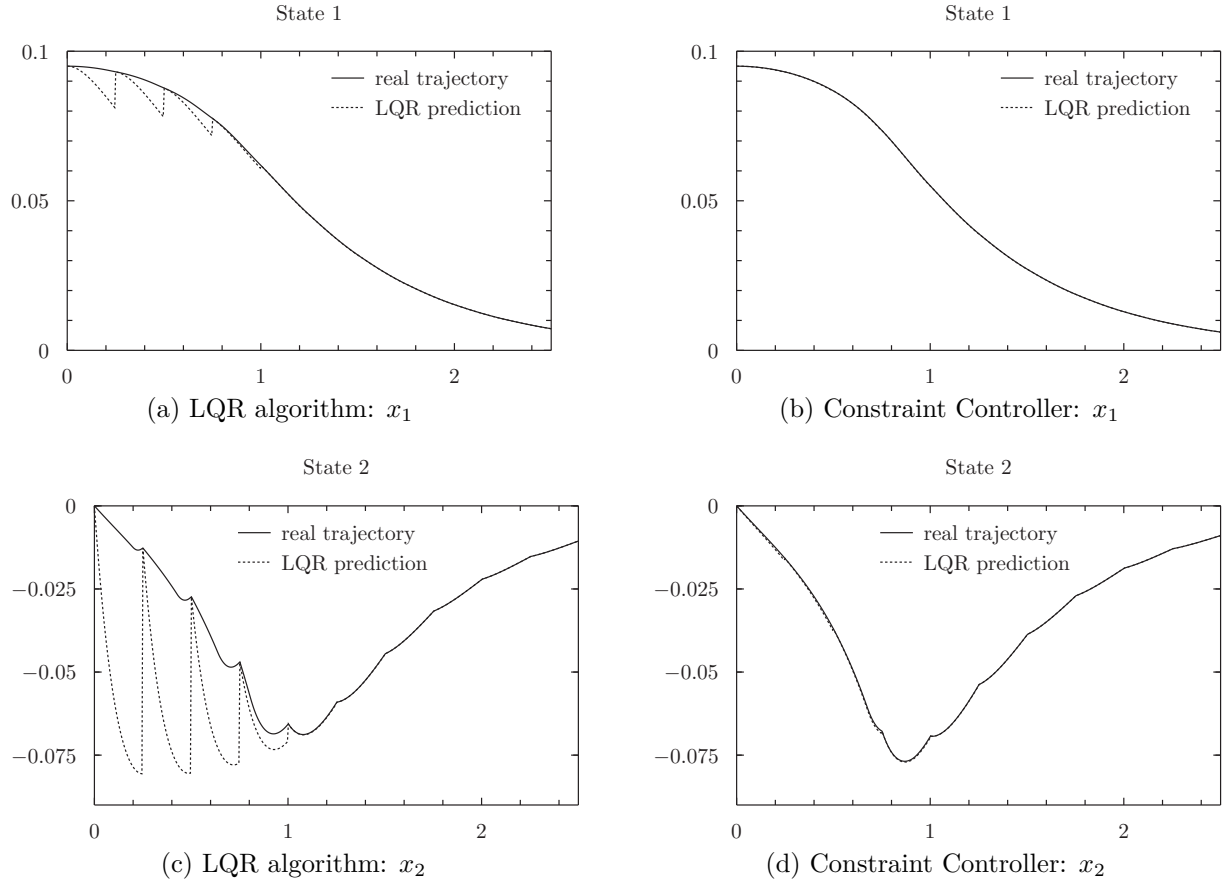 State 1
0.1
0.05
0
real trajectory
LQR prediction
0 1 2
(a) LQR algorithm: x₁
State 1
0.1
0.05
0
real trajectory
LQR prediction
0 1 2
(b) Constraint Controller: x₁
State 2
0
−0.025
−0.05
−0.075
real trajectory
LQR prediction
0 1 2
(c) LQR algorithm: x₂
State 2
0
−0.025
−0.05
−0.075
real trajectory
LQR prediction
0 1 2
(d) Constraint Controller: x₂